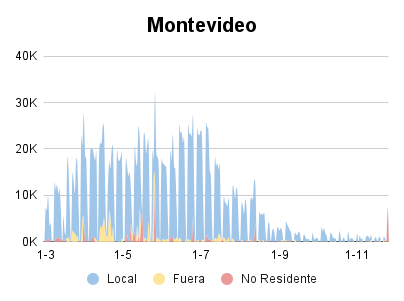 Montevideo
40K
30K
20K
10K
0K
1-3 1-5 1-7 1-9 1-11
Local Fuera No Residente